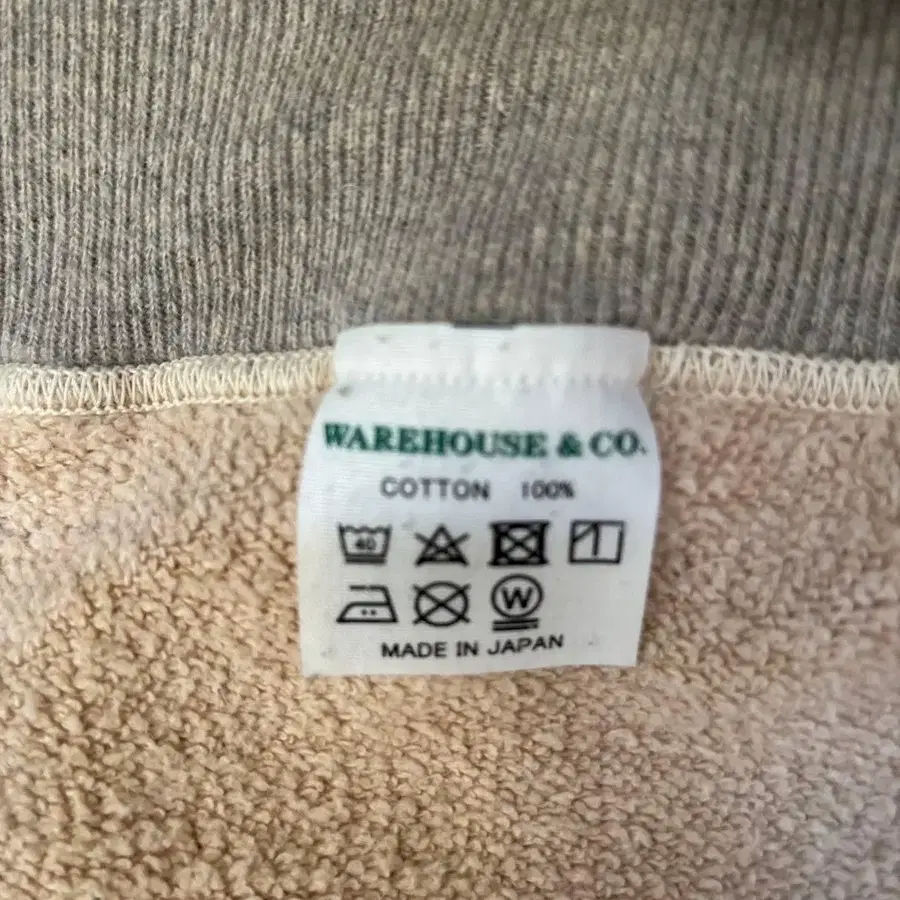 WAREHOUSE & CO.
COTTON 100%
40
W
MADE IN JAPAN